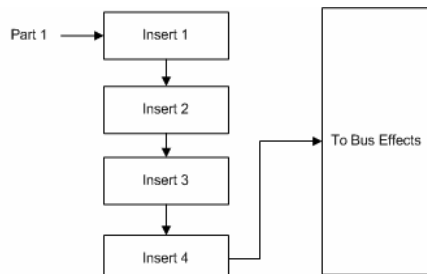 Part 1
Insert 1
Insert 2
Insert 3
Insert 4
To Bus Effects